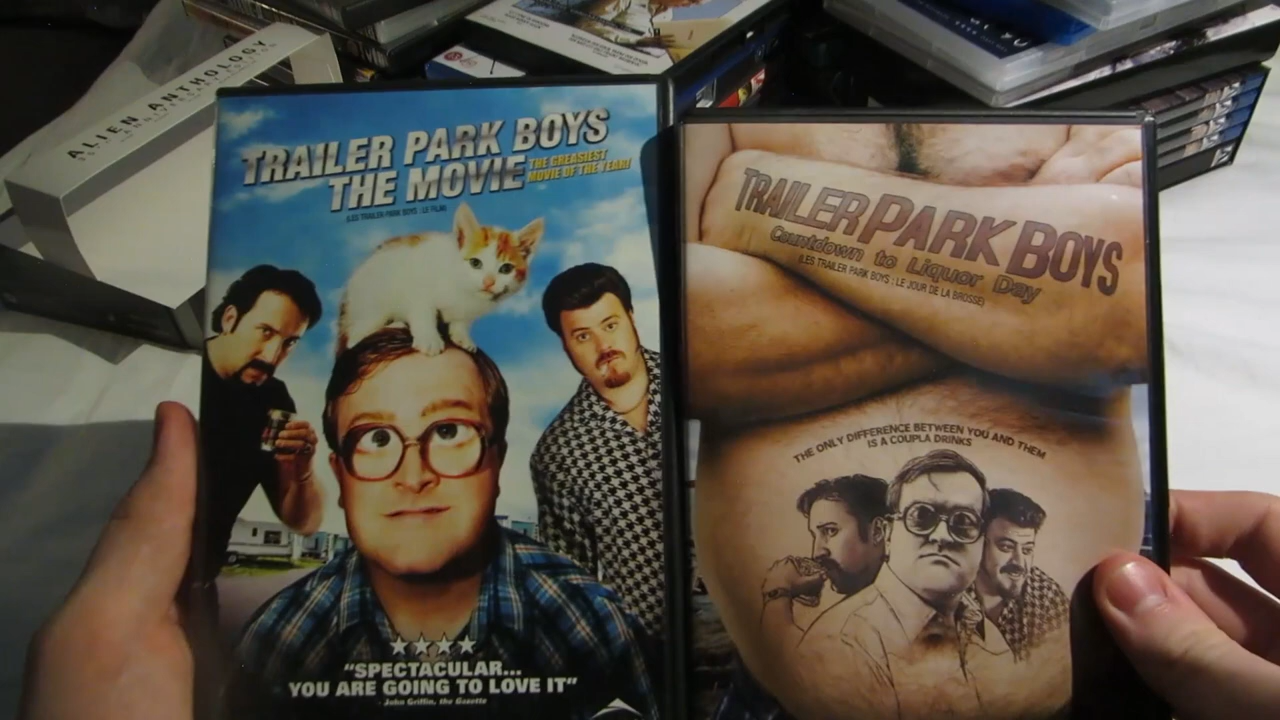 ALIEN ANTHOLOGY
TRAILER PARK BOYS
THE MOVIE
THE GREASIEST
MOVIE OF THE YEAR!
(LES TRAILER PARK BOYS : LE FILM)
"SPECTACULAR...
YOU ARE GOING TO LOVE IT"
- John Griffin, the Gazette
TRAILER PARK BOYS
Countdown to Liquor Day
(LES TRAILER PARK BOYS : LE JOUR DE LA BROSSE)
THE ONLY DIFFERENCE BETWEEN YOU AND THEM
IS A COUPLA DRINKS